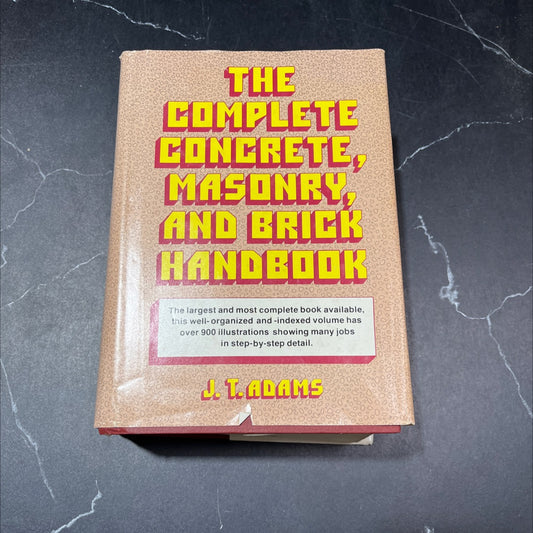 THE
COMPLETE
CONCRETE,
MASONRY,
AND BRICK
HANDBOOK
The largest and most complete book available,
this well-organized and -indexed volume has
over 900 illustrations showing many jobs
in step-by-step detail.
J. T. ADAMS